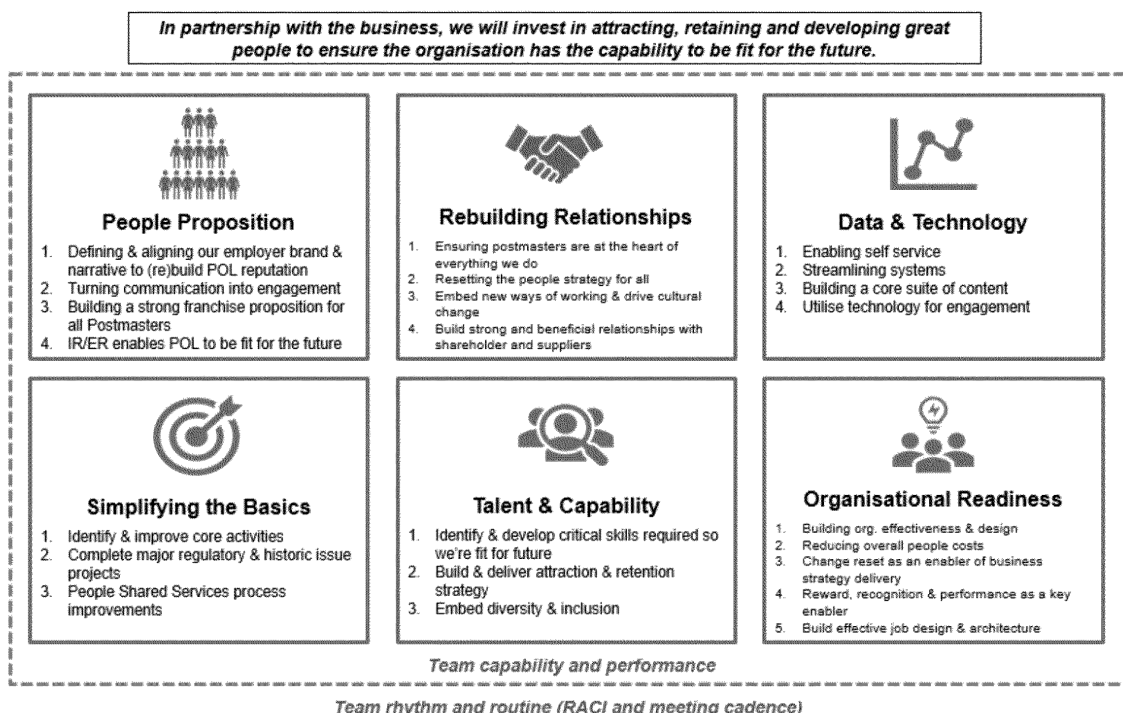 In partnership with the business, we will invest in attracting, retaining and developing great
people to ensure the organisation has the capability to be fit for the future.
People Proposition
1. Defining & aligning our employer brand &
narrative to (re)build POL reputation
2. Turning communication into engagement
3. Building a strong franchise proposition for
all Postmasters
4. IR/ER enables POL to be fit for the future
Rebuilding Relationships
1. Ensuring postmasters are at the heart of
everything we do
2. Resetting the people strategy for all
3. Embed new ways of working & drive cultural
change
4. Build strong and beneficial relationships with
shareholder and suppliers
Data & Technology
1. Enabling self service
2. Streamlining systems
3. Building a core suite of content
4. Utilise technology for engagement
Simplifying the Basics
1. Identify & improve core activities
2. Complete major regulatory & historic issue
projects
3. People Shared Services process
improvements
Talent & Capability
1. Identify & develop critical skills required so
we're fit for future
2. Build & deliver attraction & retention
strategy
3. Embed diversity & inclusion
Organisational Readiness
1. Building org. effectiveness & design
2. Reducing overall people costs
3. Change reset as an enabler of business
strategy delivery
4. Reward, recognition & performance as a key
enabler
5. Build effective job design & architecture
Team capability and performance
Team rhythm and routine (RACI and meeting cadence)